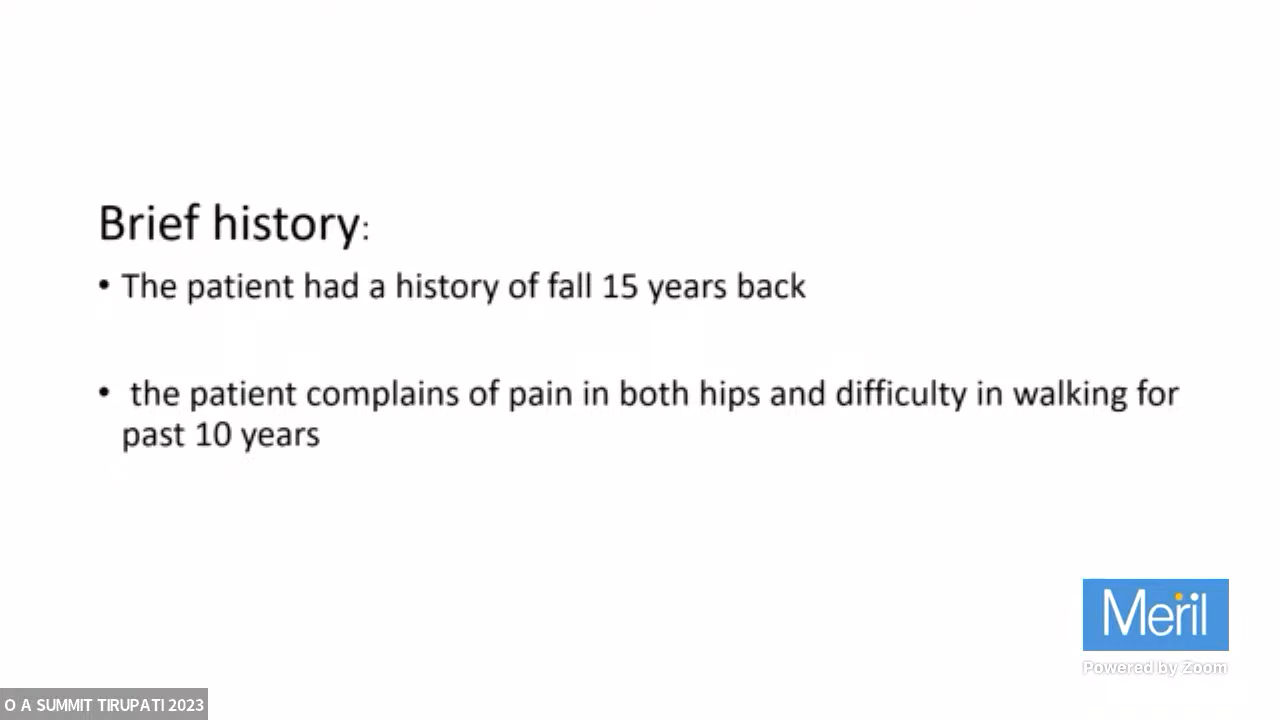 Brief history:
• The patient had a history of fall 15 years back
• the patient complains of pain in both hips and difficulty in walking for
past 10 years
Meril
Powered by Zoom
O A SUMMIT TIRUPATI 2023